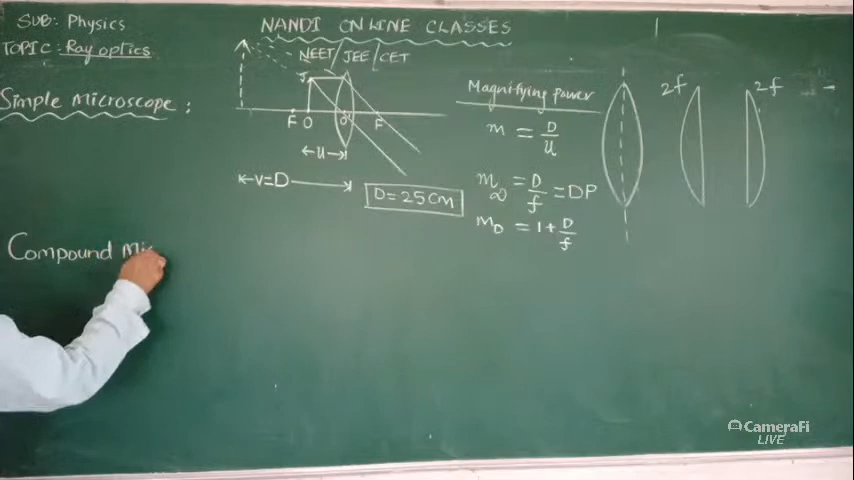 SUB: Physics
TOPIC: Ray optics
NANDI ONLINE CLASSES
NEET/JEE/CET
Simple Microscope:
F O O F
←U→
←V=D→
D=25cm
Magnifying power
m = D/U
m∞ = D/f = DP
mD = 1+D/f
2f 2f
Compound Mi
CameraFi
LIVE